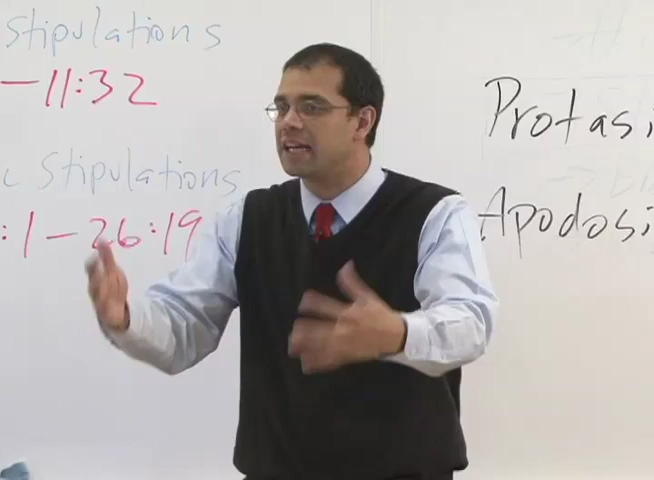 Stipulations
-11:32
c Stipulations
:1-26:19
Protasi
Apodosi